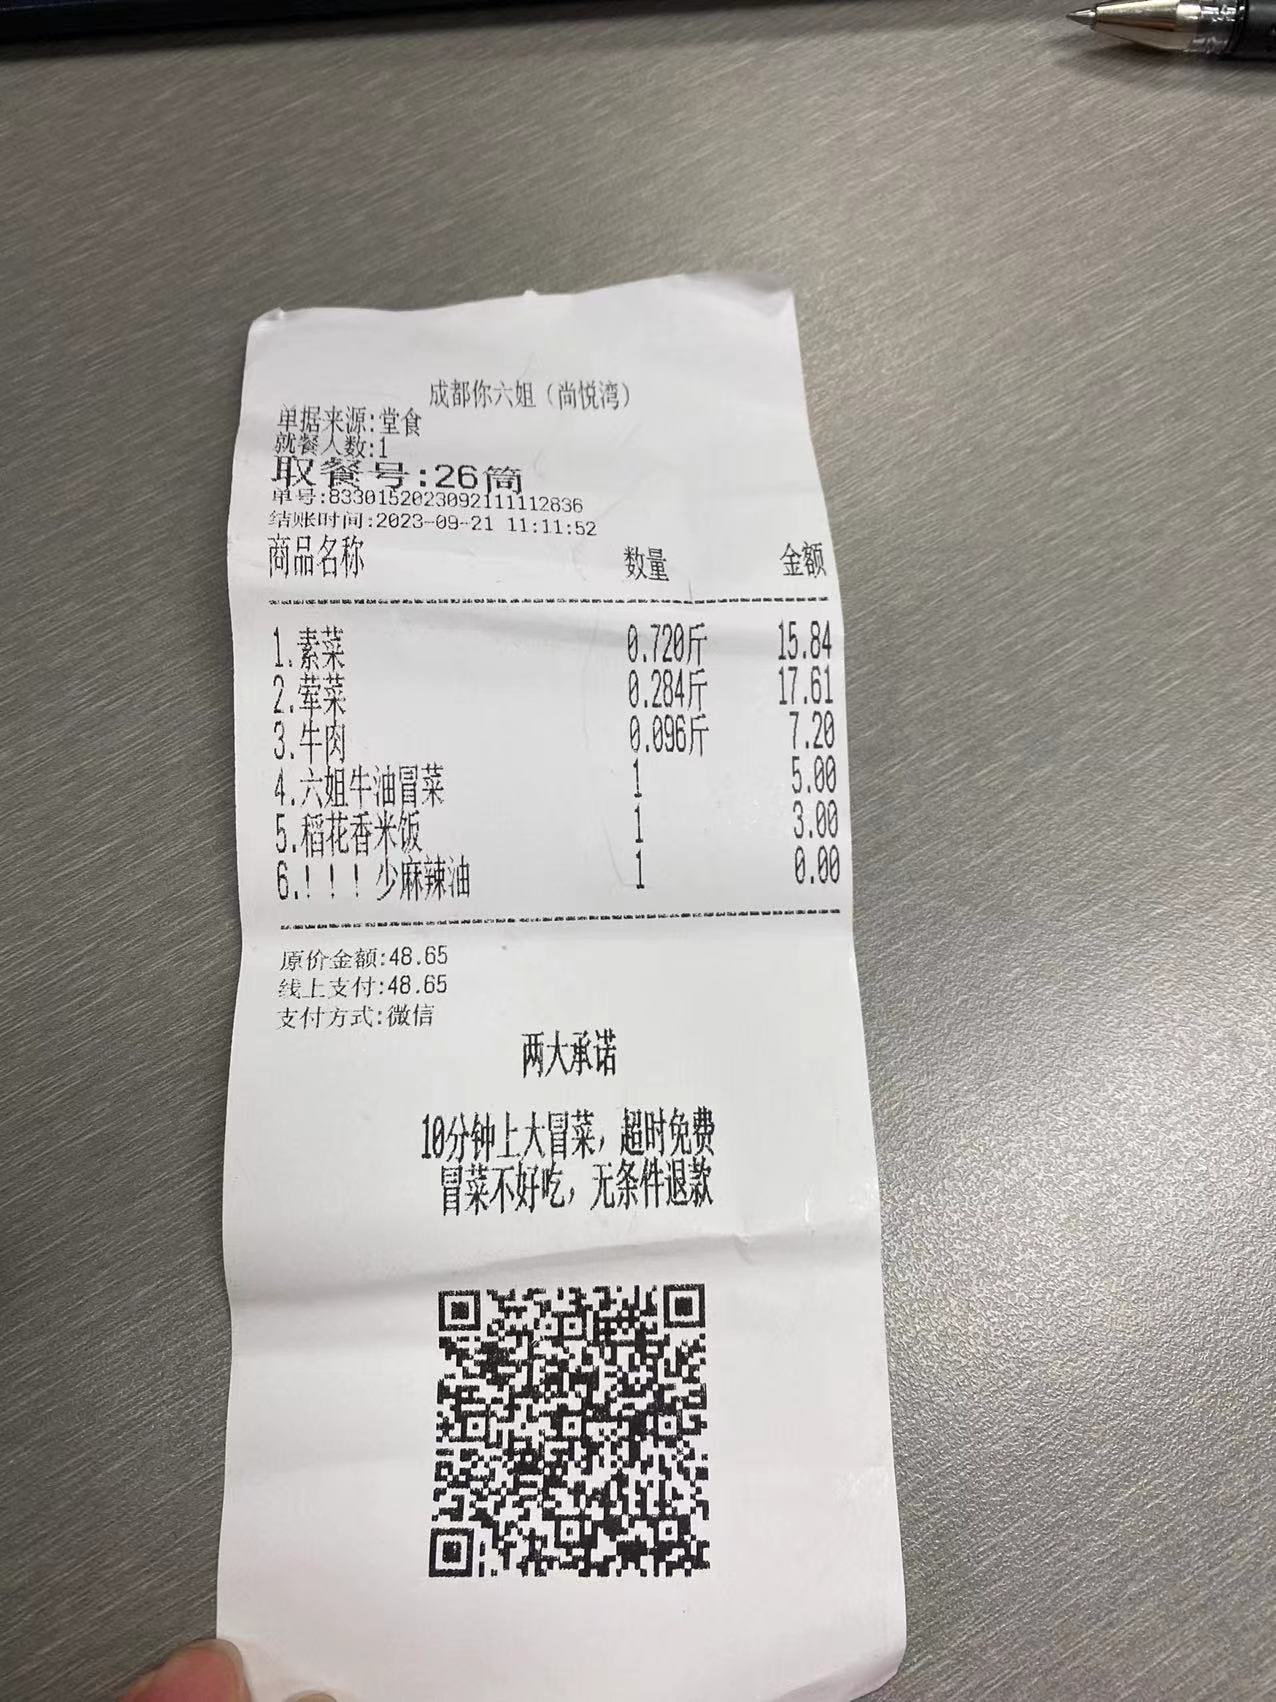 成都你六姐（尚悦湾）
单据来源:堂食
就餐人数:1
取餐号:26筒
单号:8330152023092111112836
结账时间:2023-09-21 11:11:52
商品名称 数量 金额
1.素菜 0.720斤 15.84
2.荤菜 0.284斤 17.61
3.牛肉 0.096斤 7.20
4.六姐牛油冒菜 1 5.00
5.稻花香米饭 1 3.00
6.！！！少麻辣油 1 0.00
原价金额:48.65
线上支付:48.65
支付方式:微信
两大承诺
10分钟上大冒菜，超时免费
冒菜不好吃，无条件退款